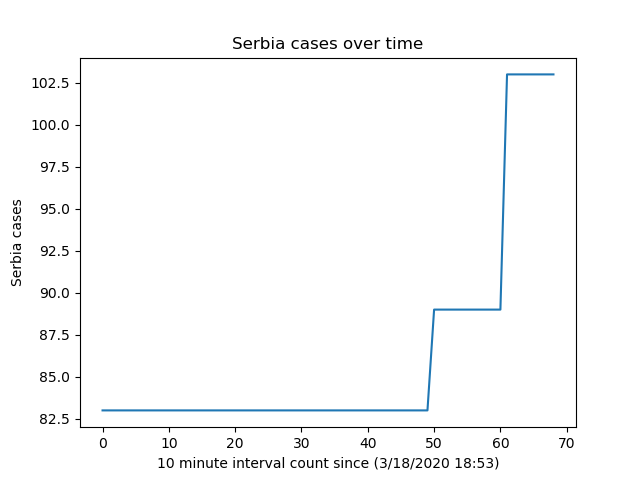 Serbia cases over time
102.5
100.0
97.5
95.0
92.5
90.0
87.5
85.0
82.5
Serbia cases
0 10 20 30 40 50 60 70
10 minute interval count since (3/18/2020 18:53)